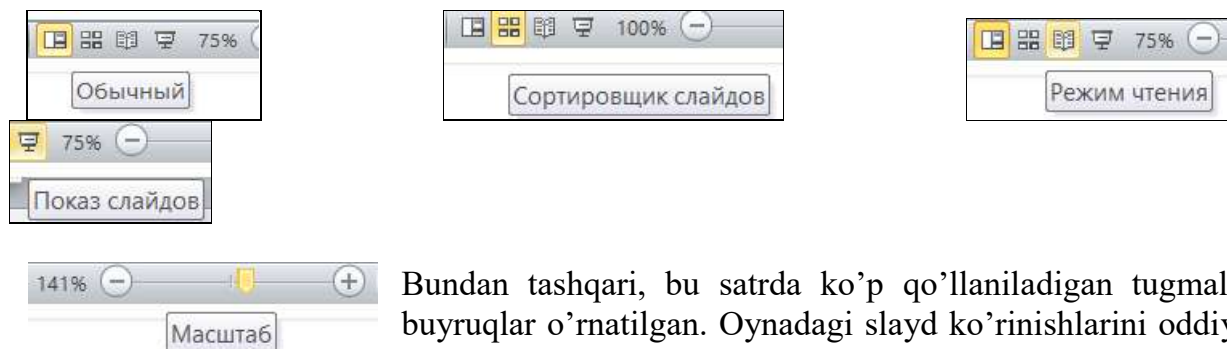 75%
Обычный
100%
Сортировщик слайдов
75%
Режим чтения
75%
Показ слайдов
141%
Масштаб
Bundan tashqari, bu satrda ko’p qo’llaniladigan tugmal
buyruqlar o’rnatilgan. Oynadagi slayd ko’rinishlarini oddiy